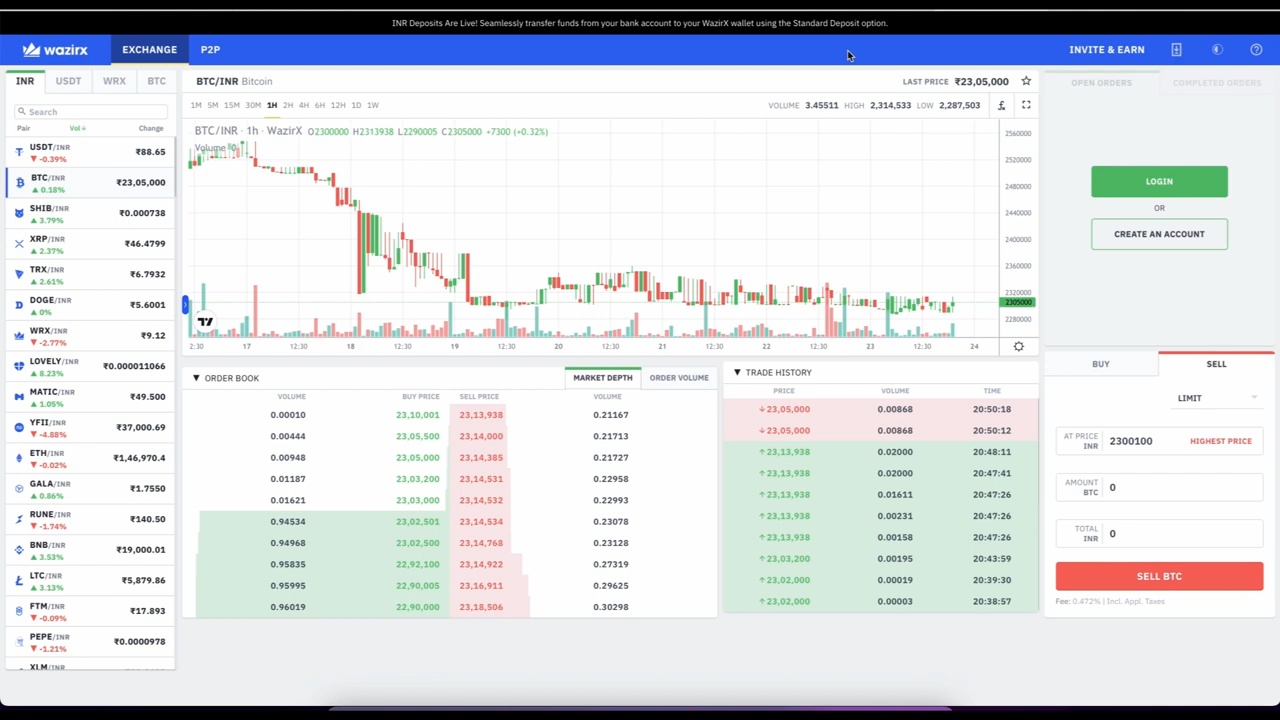 INR Deposits Are Live! Seamlessly transfer funds from your bank account to your WazirX wallet using the Standard Deposit option.
wazirx EXCHANGE P2P INVITE & EARN
INR USDT WRX BTC
Search
Pair Vol Change
USDT/INR ₹88.65
▼ -0.39%
BTC/INR ₹23,05,000
▲ 0.18%
SHIB/INR ₹0.000738
▲ 3.79%
XRP/INR ₹46.4799
▲ 2.37%
TRX/INR ₹6.7932
▲ 2.61%
DOGE/INR ₹5.6001
▲ 0%
WRX/INR ₹9.12
▼ -2.77%
LOVELY/INR ₹0.000011066
▲ 8.23%
MATIC/INR ₹49.500
▲ 1.05%
YFII/INR ₹37,000.69
▼ -4.88%
ETH/INR ₹1,46,970.4
▼ -0.02%
GALA/INR ₹1.7550
▲ 0.86%
RUNE/INR ₹140.50
▼ -1.74%
BNB/INR ₹19,000.01
▲ 3.53%
LTC/INR ₹5,879.86
▲ 3.13%
FTM/INR ₹17.893
▼ -0.09%
PEPE/INR ₹0.0000978
▼ -1.21%
XLM/INR
BTC/INR Bitcoin LAST PRICE ₹23,05,000
1M 5M 15M 30M 1H 2H 4H 6H 12H 1D 1W VOLUME 3.45511 HIGH 2,314,533 LOW 2,287,503
BTC/INR · 1h · WazirX O2300000 H2313938 L2290005 C2305000 +7300 (+0.32%)
Volume 0
2560000
2520000
2480000
2440000
2400000
2360000
2320000
2305000
2280000
2:30 17 12:30 18 12:30 19 12:30 20 12:30 21 12:30 22 12:30 23 12:30 24
▼ ORDER BOOK MARKET DEPTH ORDER VOLUME
VOLUME BUY PRICE SELL PRICE VOLUME
0.00010 23,10,001 23,13,938 0.21167
0.00444 23,05,500 23,14,000 0.21713
0.00948 23,05,000 23,14,385 0.21727
0.01187 23,03,200 23,14,531 0.22958
0.01621 23,03,000 23,14,532 0.22993
0.94534 23,02,501 23,14,534 0.23078
0.94968 23,02,500 23,14,768 0.23128
0.95835 22,92,100 23,14,922 0.27319
0.95995 22,90,005 23,16,911 0.29625
0.96019 22,90,000 23,18,506 0.30298
▼ TRADE HISTORY
PRICE VOLUME TIME
↓23,05,000 0.00868 20:50:18
↓23,05,000 0.00868 20:50:12
↑23,13,938 0.02000 20:48:11
↑23,13,938 0.02000 20:47:41
↑23,13,938 0.01611 20:47:26
↑23,13,938 0.00231 20:47:26
↑23,13,938 0.00158 20:47:26
↑23,03,200 0.00195 20:43:59
↑23,02,000 0.00019 20:39:30
↑23,02,000 0.00003 20:38:57
OPEN ORDERS COMPLETED ORDERS
LOGIN
OR
CREATE AN ACCOUNT
BUY SELL
LIMIT
AT PRICE INR 2300100 HIGHEST PRICE
AMOUNT BTC 0
TOTAL INR 0
SELL BTC
Fee: 0.472% | Incl. Appl. Taxes